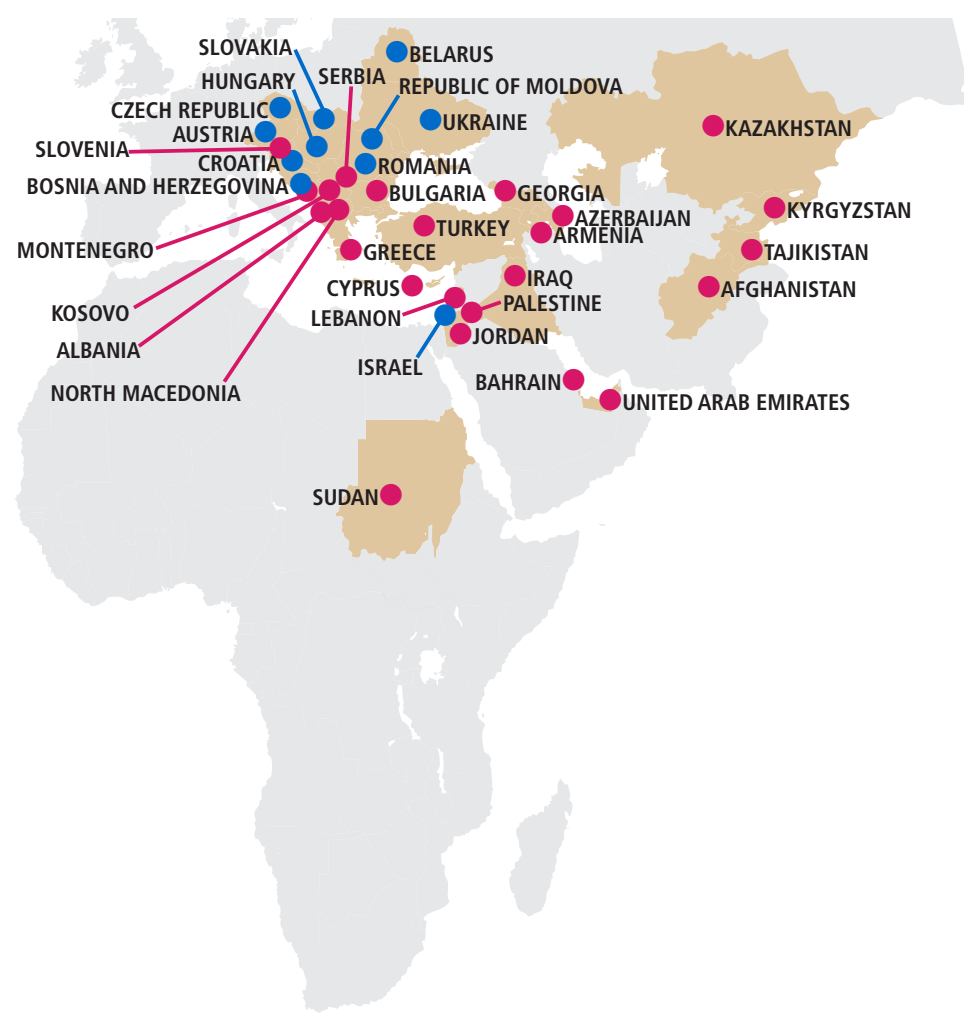 SLOVAKIA
BELARUS
HUNGARY
SERBIA
REPUBLIC OF MOLDOVA
CZECH REPUBLIC
UKRAINE
AUSTRIA
KAZAKHSTAN
SLOVENIA
CROATIA
ROMANIA
BOSNIA AND HERZEGOVINA
BULGARIA
GEORGIA
KYRGYZSTAN
AZERBAIJAN
TURKEY
ARMENIA
MONTENEGRO
GREECE
TAJIKISTAN
IRAQ
CYPRUS
AFGHANISTAN
PALESTINE
KOSOVO
LEBANON
JORDAN
ALBANIA
ISRAEL
BAHRAIN
NORTH MACEDONIA
UNITED ARAB EMIRATES
SUDAN